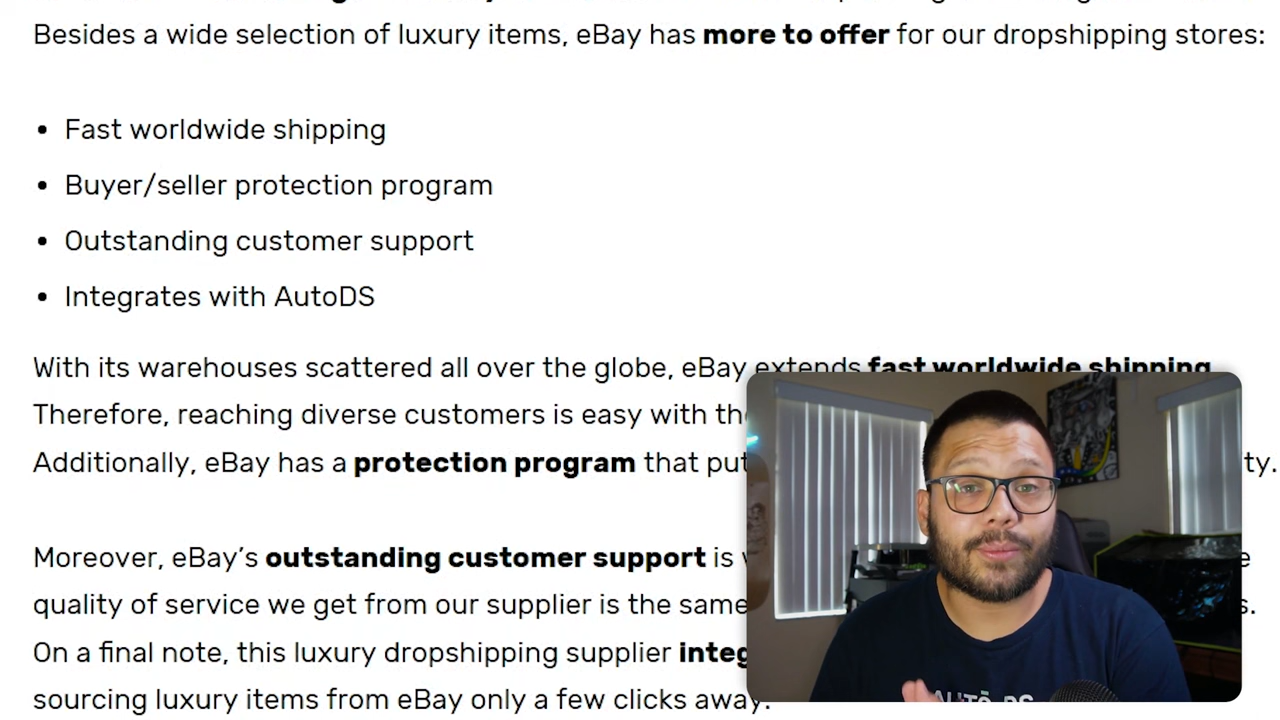 Besides a wide selection of luxury items, eBay has more to offer for our dropshipping stores:
• Fast worldwide shipping
• Buyer/seller protection program
• Outstanding customer support
• Integrates with AutoDS
With its warehouses scattered all over the globe, eBay extends fast worldwide shipping
Therefore, reaching diverse customers is easy with
Additionally, eBay has a protection program that ty.
Moreover, eBay's outstanding customer support is
quality of service we get from our supplier is the same s.
On a final note, this luxury dropshipping supplier
sourcing luxury items from eBay only a few clicks away.
AUTO DS